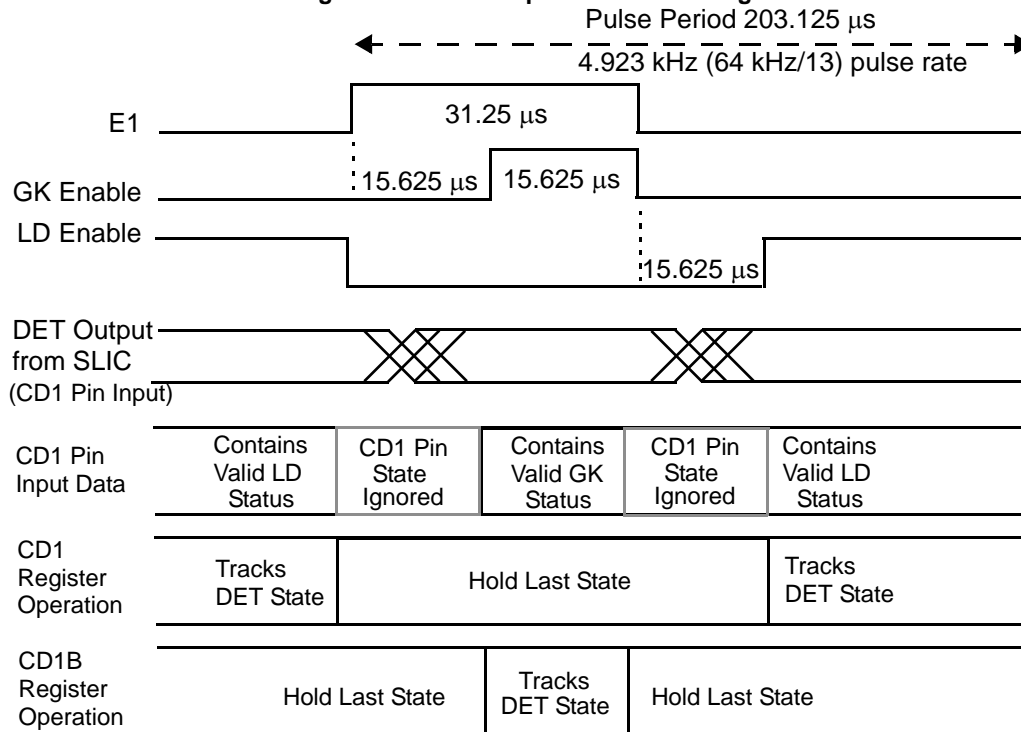 Pulse Period 203.125 μs
4.923 kHz (64 kHz/13) pulse rate
E1
31.25 μs
GK Enable
15.625 μs
15.625 μs
LD Enable
15.625 μs
DET Output
from SLIC
(CD1 Pin Input)
CD1 Pin
Input Data
Contains
Valid LD
Status
CD1 Pin
State
Ignored
Contains
Valid GK
Status
CD1 Pin
State
Ignored
Contains
Valid LD
Status
CD1
Register
Operation
Tracks
DET State
Hold Last State
Tracks
DET State
CD1B
Register
Operation
Hold Last State
Tracks
DET State
Hold Last State